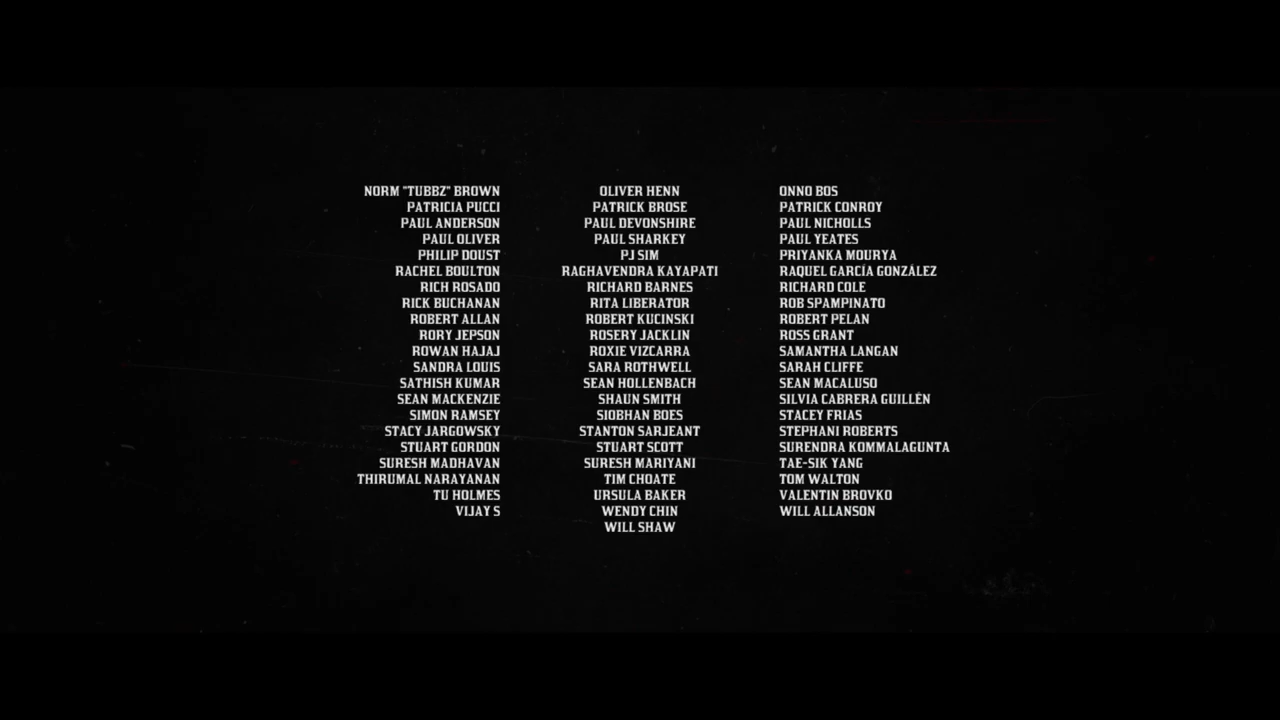 NORM "TUBBZ" BROWN OLIVER HENN ONNO BOS
PATRICIA PUCCI PATRICK BROSE PATRICK CONROY
PAUL ANDERSON PAUL DEVONSHIRE PAUL NICHOLLS
PAUL OLIVER PAUL SHARKEY PAUL YEATES
PHILIP DOUST PJ SIM PRIYANKA MOURYA
RACHEL BOULTON RAGHAVENDRA KAYAPATI RAQUEL GARCÍA GONZÁLEZ
RICH ROSADO RICHARD BARNES RICHARD COLE
RICK BUCHANAN RITA LIBERATOR ROB SPAMPINATO
ROBERT ALLAN ROBERT KUCINSKI ROBERT PELAN
RORY JEPSON ROSERY JACKLIN ROSS GRANT
ROWAN HAJAJ ROXIE VIZCARRA SAMANTHA LANGAN
SANDRA LOUIS SARA ROTHWELL SARAH CLIFFE
SATHISH KUMAR SEAN HOLLENBACH SEAN MACALUSO
SEAN MACKENZIE SHAUN SMITH SILVIA CABRERA GUILLÉN
SIMON RAMSEY SIOBHAN BOES STACEY FRIAS
STACY JARGOWSKY STANTON SARJEANT STEPHANI ROBERTS
STUART GORDON STUART SCOTT SURENDRA KOMMALAGUNTA
SURESH MADHAVAN SURESH MARIYANI TAE-SIK YANG
THIRUMAL NARAYANAN TIM CHOATE TOM WALTON
TU HOLMES URSULA BAKER VALENTIN BROVKO
VIJAY S WENDY CHIN WILL ALLANSON
WILL SHAW